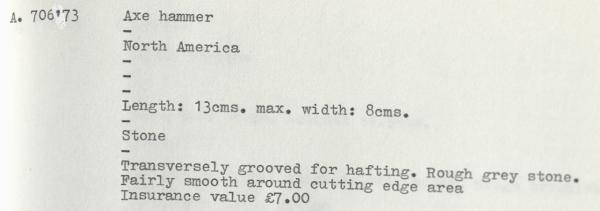 A. 706'73 Axe hammer
-
North America
-
-
-
Length: 13cms. max. width: 8cms.
-
Stone
-
Transversely grooved for hafting. Rough grey stone.
Fairly smooth around cutting edge area
Insurance value £7.00